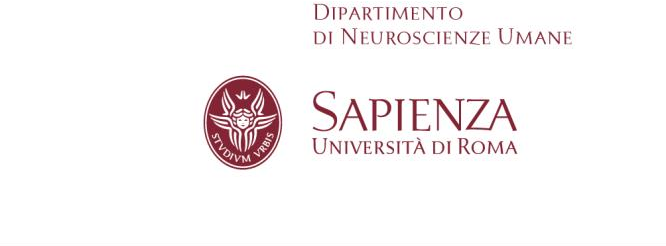 DIPARTIMENTO
DI NEUROSCIENZE UMANE
SAPIENZA
UNIVERSITÀ DI ROMA
STVDIVM VRBIS